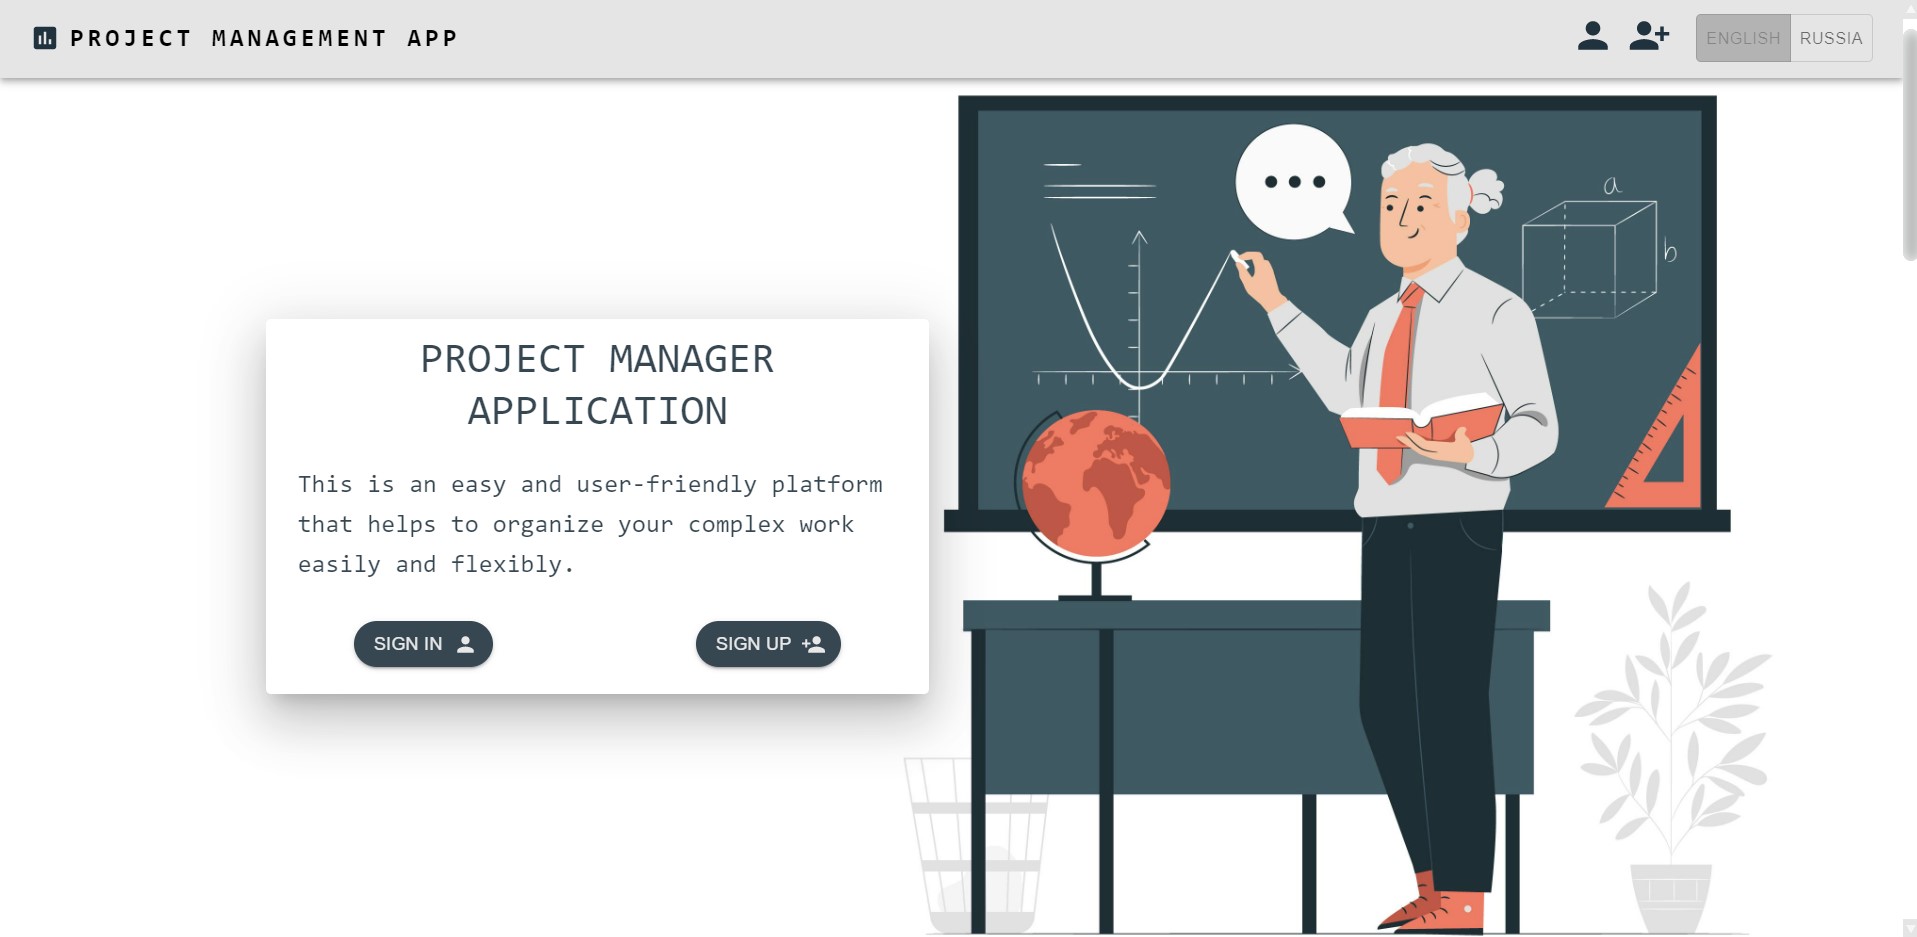 PROJECT MANAGEMENT APP
ENGLISH
RUSSIA
a
b
PROJECT MANAGER
APPLICATION
This is an easy and user-friendly platform
that helps to organize your complex work
easily and flexibly.
SIGN IN
SIGN UP